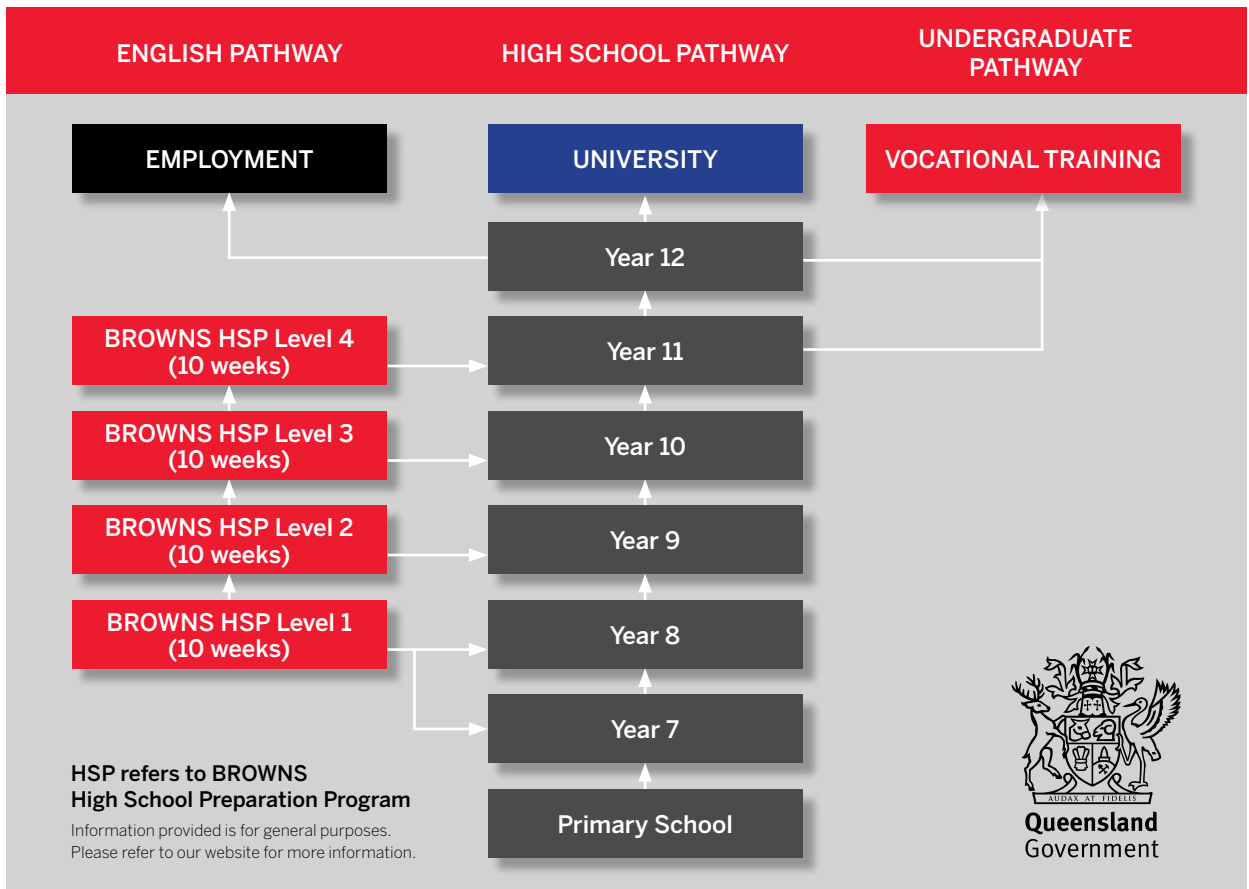 ENGLISH PATHWAY
HIGH SCHOOL PATHWAY
UNDERGRADUATE
PATHWAY
EMPLOYMENT
UNIVERSITY
VOCATIONAL TRAINING
Year 12
BROWNS HSP Level 4
(10 weeks)
Year 11
BROWNS HSP Level 3
(10 weeks)
Year 10
BROWNS HSP Level 2
(10 weeks)
Year 9
BROWNS HSP Level 1
(10 weeks)
Year 8
Year 7
Primary School
HSP refers to BROWNS
High School Preparation Program
Information provided is for general purposes.
Please refer to our website for more information.
AUDAX AT FIDELIS
Queensland
Government